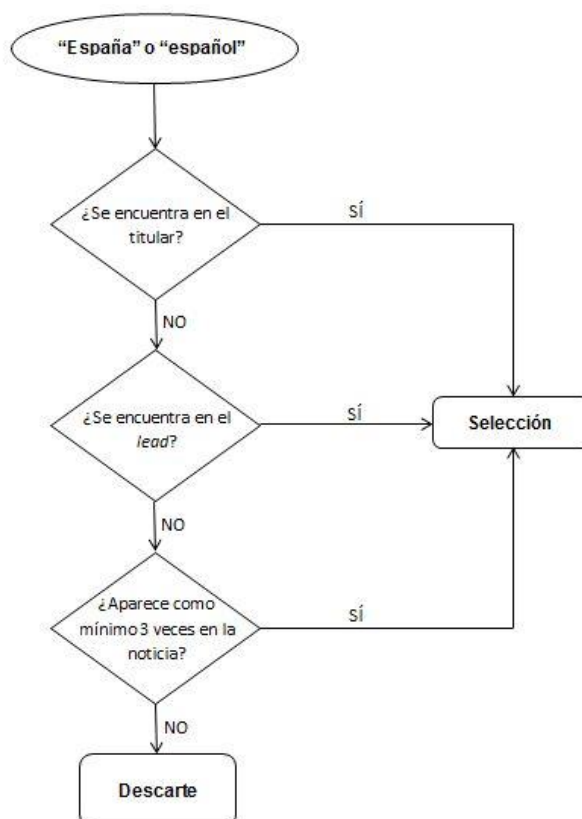 “España” o “español”
¿Se encuentra en el
titular?
SÍ
NO
¿Se encuentra en el
lead?
SÍ
Selección
NO
¿Aparece como
mínimo 3 veces en la
noticia?
SÍ
NO
Descarte